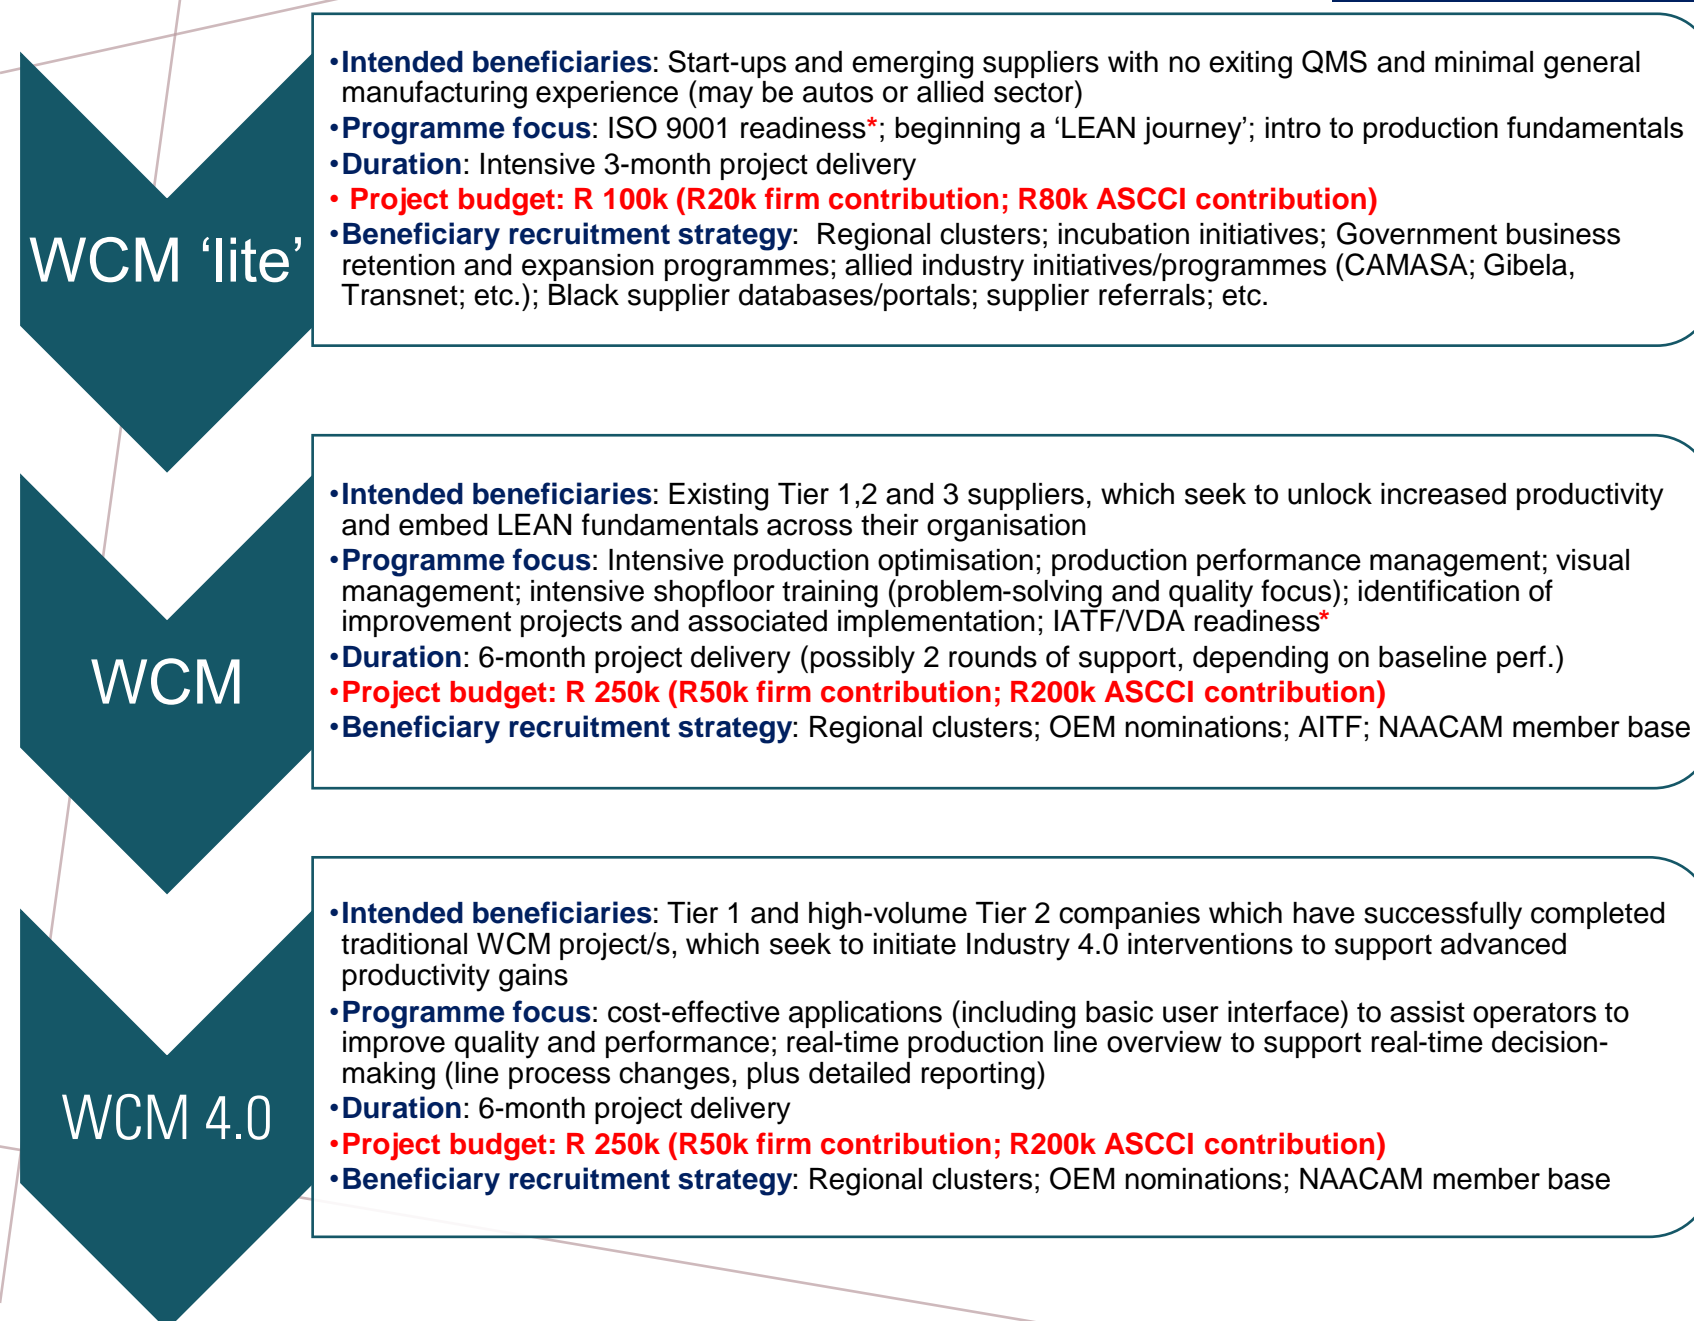 WCM ‘lite’
•Intended beneficiaries: Start-ups and emerging suppliers with no exiting QMS and minimal general
manufacturing experience (may be autos or allied sector)
•Programme focus: ISO 9001 readiness*; beginning a ‘LEAN journey’; intro to production fundamentals
•Duration: Intensive 3-month project delivery
• Project budget: R 100k (R20k firm contribution; R80k ASCCI contribution)
•Beneficiary recruitment strategy: Regional clusters; incubation initiatives; Government business
retention and expansion programmes; allied industry initiatives/programmes (CAMASA; Gibela,
Transnet; etc.); Black supplier databases/portals; supplier referrals; etc.
WCM
•Intended beneficiaries: Existing Tier 1,2 and 3 suppliers, which seek to unlock increased productivity
and embed LEAN fundamentals across their organisation
•Programme focus: Intensive production optimisation; production performance management; visual
management; intensive shopfloor training (problem-solving and quality focus); identification of
improvement projects and associated implementation; IATF/VDA readiness*
•Duration: 6-month project delivery (possibly 2 rounds of support, depending on baseline perf.)
•Project budget: R 250k (R50k firm contribution; R200k ASCCI contribution)
•Beneficiary recruitment strategy: Regional clusters; OEM nominations; AITF; NAACAM member base
WCM 4.0
•Intended beneficiaries: Tier 1 and high-volume Tier 2 companies which have successfully completed
traditional WCM project/s, which seek to initiate Industry 4.0 interventions to support advanced
productivity gains
•Programme focus: cost-effective applications (including basic user interface) to assist operators to
improve quality and performance; real-time production line overview to support real-time decision-
making (line process changes, plus detailed reporting)
•Duration: 6-month project delivery
•Project budget: R 250k (R50k firm contribution; R200k ASCCI contribution)
•Beneficiary recruitment strategy: Regional clusters; OEM nominations; NAACAM member base